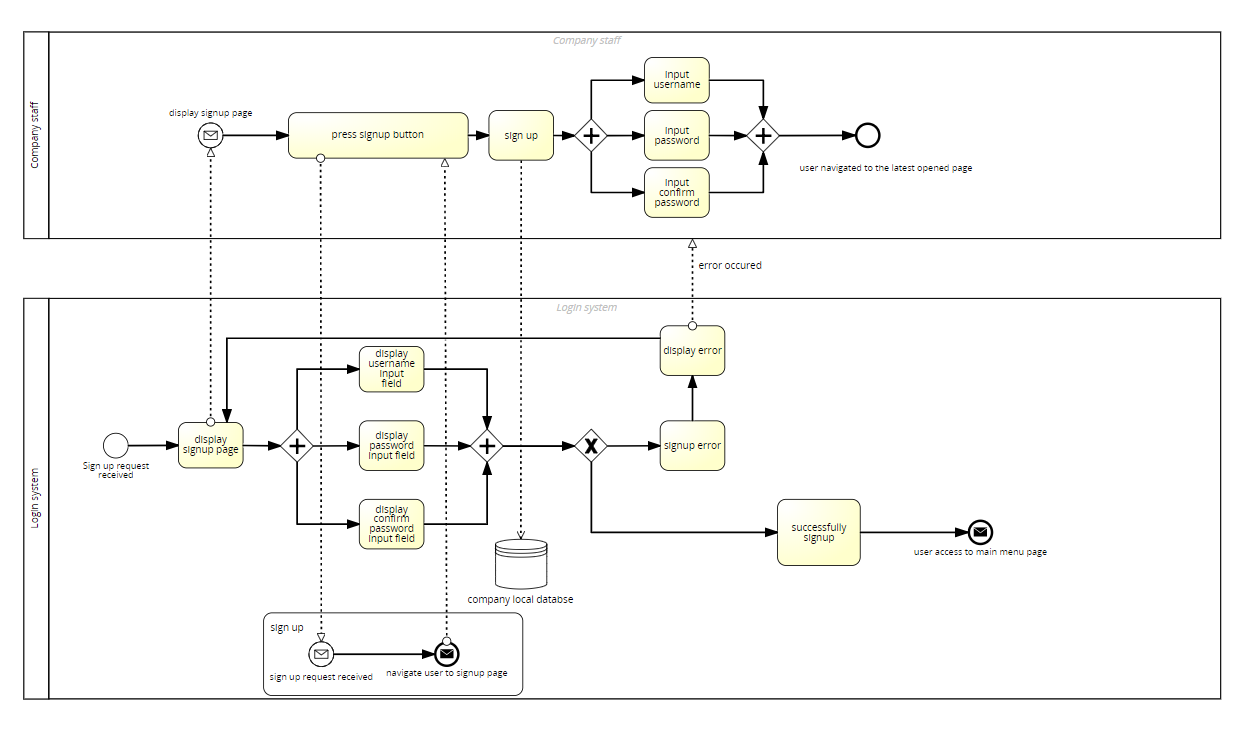 Company staff
Company staff
display signup page
press signup button
sign up
Input
username
Input
password
Input
confirm
password
user navigated to the latest opened page
error occured
Login system
Login system
display error
display
username
input
field
display
signup page
display
password
input field
signup error
Sign up request
received
display
confirm
password
input field
successfully
signup
user access to main menu page
company local databse
sign up
sign up request received
navigate user to signup page